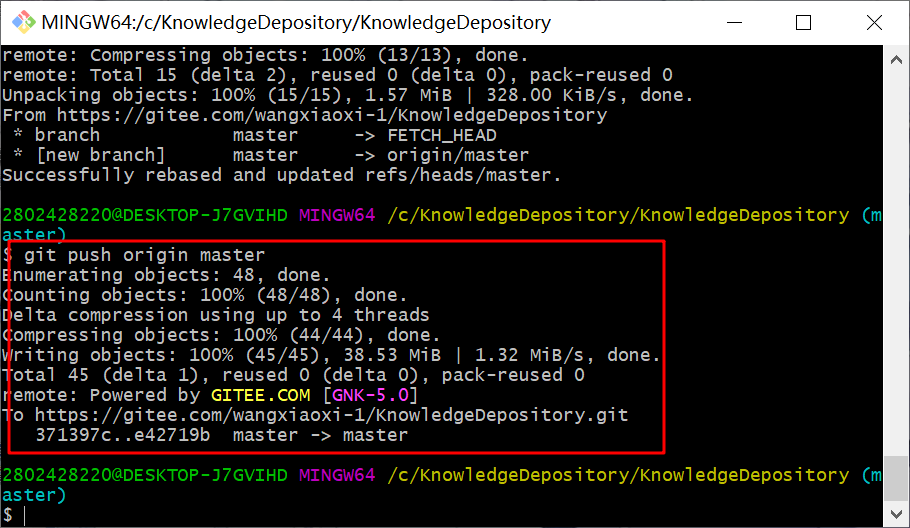 MINGW64:/c/KnowledgeDepository/KnowledgeDepository
remote: Compressing objects: 100% (13/13), done.
remote: Total 15 (delta 2), reused 0 (delta 0), pack-reused 0
Unpacking objects: 100% (15/15), 1.57 MiB | 328.00 KiB/s, done.
From https://gitee.com/wangxiaoxi-1/KnowledgeDepository
 * branch            master     -> FETCH_HEAD
 * [new branch]      master     -> origin/master
Successfully rebased and updated refs/heads/master.
2802428220@DESKTOP-J7GVIHD MINGW64 /c/KnowledgeDepository/KnowledgeDepository (m
aster)
$ git push origin master
Enumerating objects: 48, done.
Counting objects: 100% (48/48), done.
Delta compression using up to 4 threads
Compressing objects: 100% (44/44), done.
Writing objects: 100% (45/45), 38.53 MiB | 1.32 MiB/s, done.
Total 45 (delta 1), reused 0 (delta 0), pack-reused 0
remote: Powered by GITEE.COM [GNK-5.0]
To https://gitee.com/wangxiaoxi-1/KnowledgeDepository.git
   371397c..e42719b  master -> master
2802428220@DESKTOP-J7GVIHD MINGW64 /c/KnowledgeDepository/KnowledgeDepository (m
aster)
$